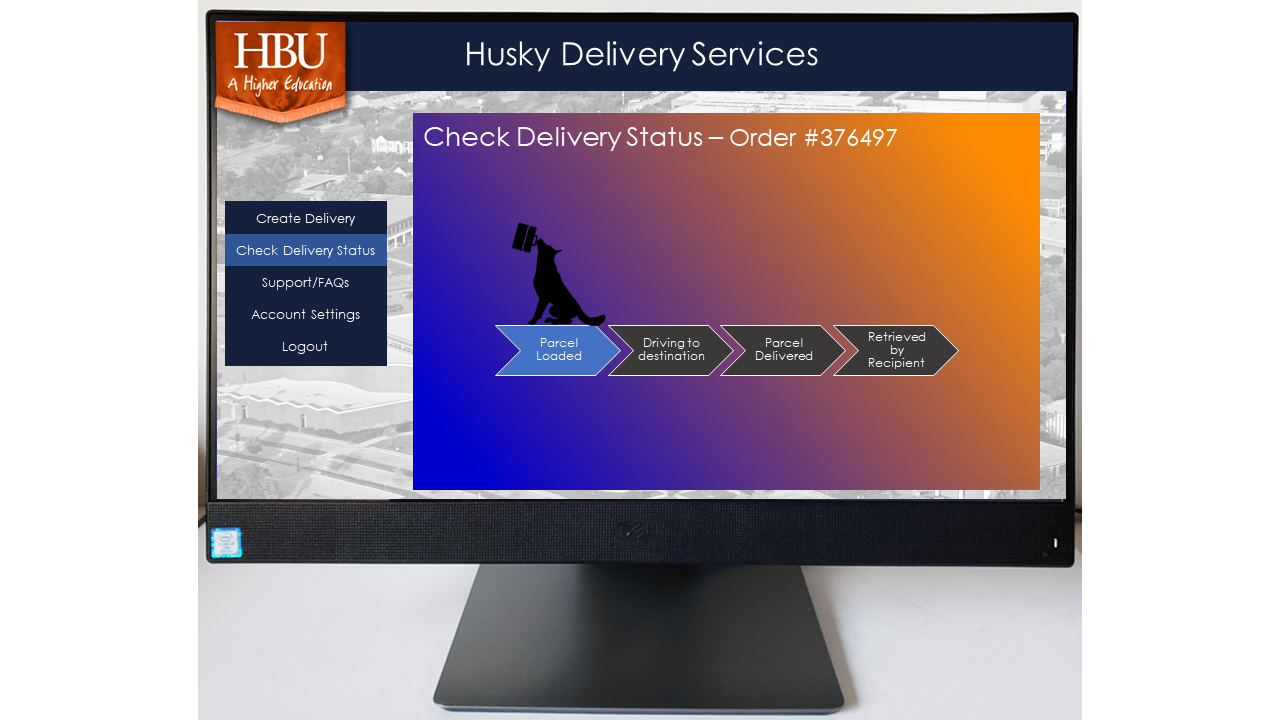 HBU
A Higher Education
Husky Delivery Services
Check Delivery Status – Order #376497
Create Delivery
Check Delivery Status
Support/FAQs
Account Settings
Logout
Parcel
Loaded
Driving to
destination
Parcel
Delivered
Retrieved
by
Recipient